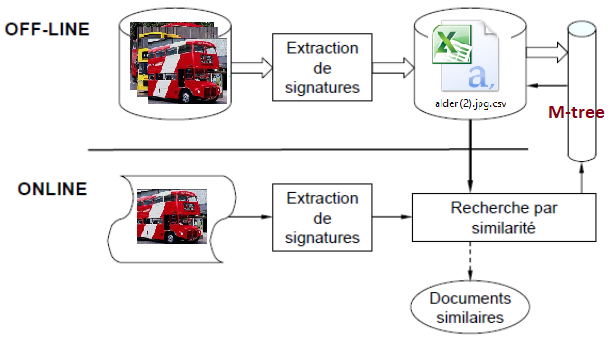 OFF-LINE
Extraction
de
signatures
a,
alder(2).jpg.csv
M-tree
ONLINE
Extraction
de
signatures
Recherche par
similarité
Documents
similaires